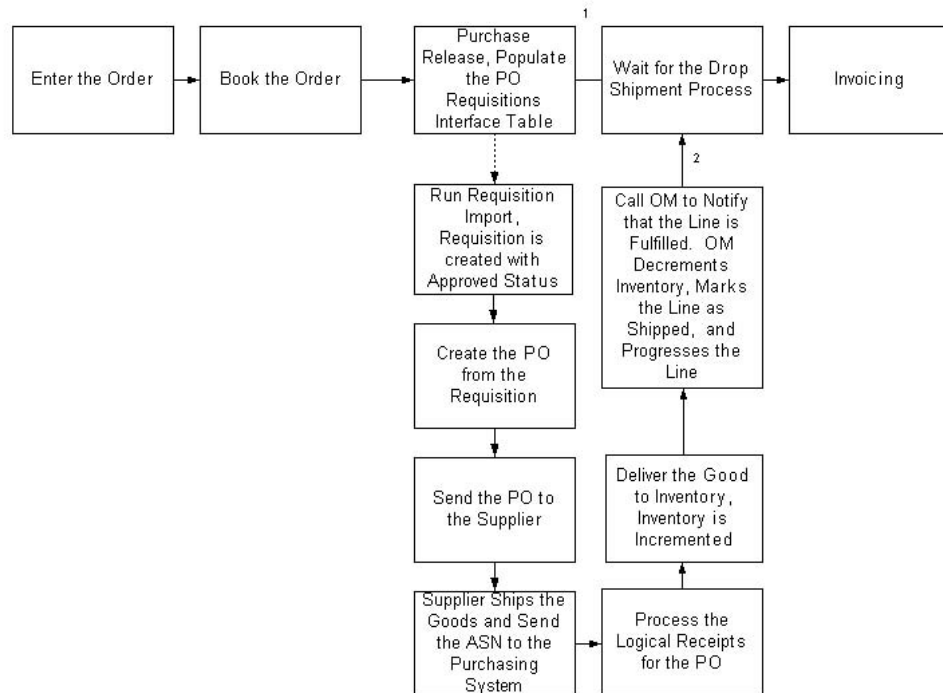 1
Enter the Order
Book the Order
Purchase
Release, Populate
the PO
Requisitions
Interface Table
Wait for the Drop
Shipment Process
Invoicing
2
Run Requisition
Import,
Requisition is
created with
Approved Status
Call OM to Notify
that the Line is
Fulfilled. OM
Decrements
Inventory, Marks
the Line as
Shipped, and
Progresses the
Line
Create the PO
from the
Requisition
Send the PO to
the Supplier
Deliver the Good
to Inventory,
Inventory is
Incremented
Supplier Ships the
Goods and Send
the ASN to the
Purchasing
System
Process the
Logical Receipts
for the PO